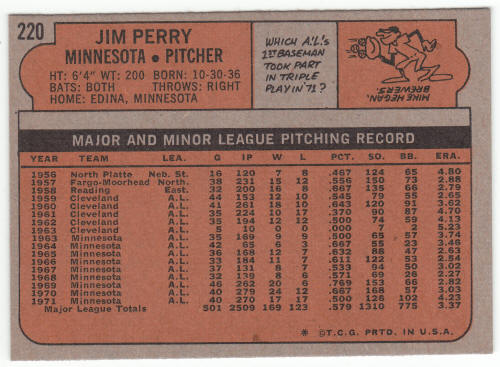 220
JIM PERRY
MINNESOTA • PITCHER
HT: 6'4" WT: 200 BORN: 10-30-36
BATS: BOTH THROWS: RIGHT
HOME: EDINA, MINNESOTA
WHICH A.L.'S
1ST BASEMAN
TOOK PART
IN TRIPLE
PLAY IN '71?
MIKE HEGAN,
BREWERS.
MAJOR AND MINOR LEAGUE PITCHING RECORD
YEAR TEAM LEA. G IP W L PCT. SO. BB. ERA.
1956 North Platte Neb. St. 16 120 7 8 .467 124 65 4.80
1957 Fargo-Moorhead North. 38 231 15 12 .556 150 73 2.88
1958 Reading East. 32 200 16 8 .667 135 66 2.79
1959 Cleveland A.L. 44 153 12 10 .545 79 55 2.65
1960 Cleveland A.L. 41 261 18 10 .643 120 91 3.62
1961 Cleveland A.L. 35 224 10 17 .370 90 87 4.70
1962 Cleveland A.L. 35 194 12 12 .500 74 59 4.13
1963 Cleveland A.L. 5 10 0 0 .000 7 2 5.23
1963 Minnesota A.L. 35 169 9 9 .500 65 57 3.74
1964 Minnesota A.L. 42 65 6 3 .667 55 23 3.46
1965 Minnesota A.L. 36 168 12 7 .632 88 47 2.63
1966 Minnesota A.L. 33 184 11 7 .611 122 53 2.54
1967 Minnesota A.L. 37 131 8 7 .533 94 50 3.02
1968 Minnesota A.L. 32 139 8 6 .571 69 26 2.27
1969 Minnesota A.L. 46 262 20 6 .769 153 66 2.82
1970 Minnesota A.L. 40 279 24 12 .667 168 57 3.03
1971 Minnesota A.L. 40 270 17 17 .500 126 102 4.23
Major League Totals 501 2509 169 123 .579 1310 775 3.37
* ©T.C.G. PRTD. IN U.S.A.